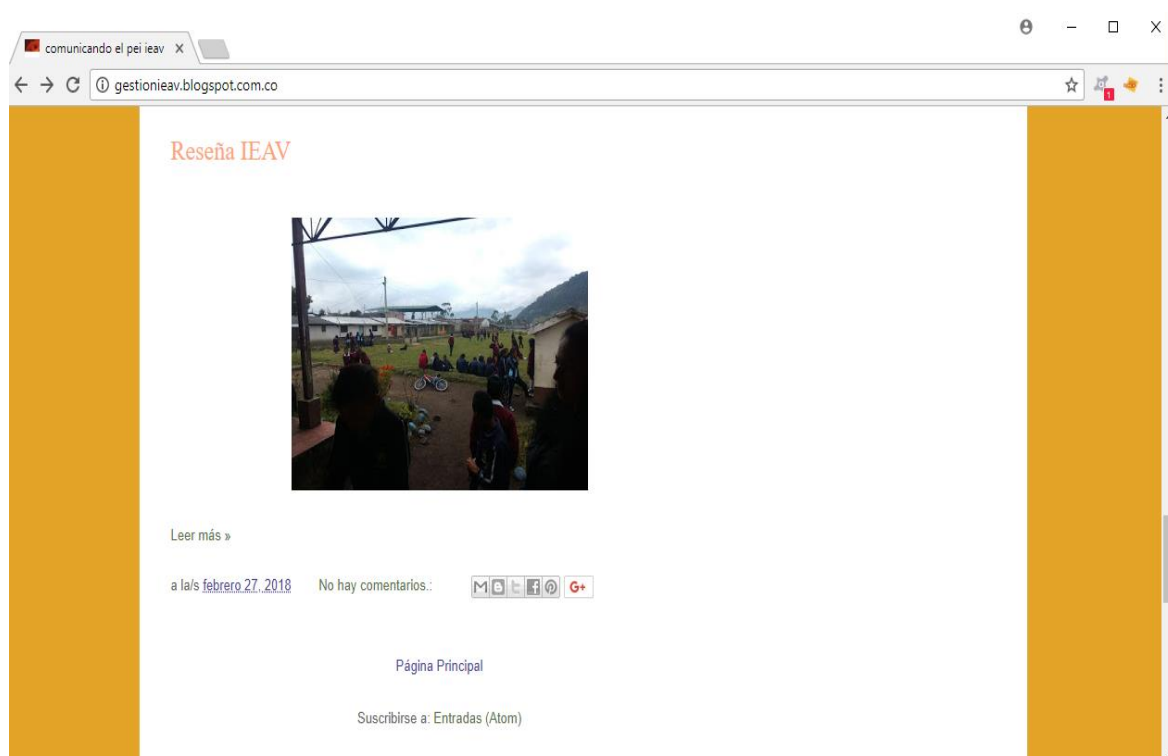 comunicando el pei ieav
gestionieav.blogspot.com.co
1
Reseña IEAV
Leer más »
a la/s febrero 27, 2018 No hay comentarios.:
G+
Página Principal
Suscribirse a: Entradas (Atom)